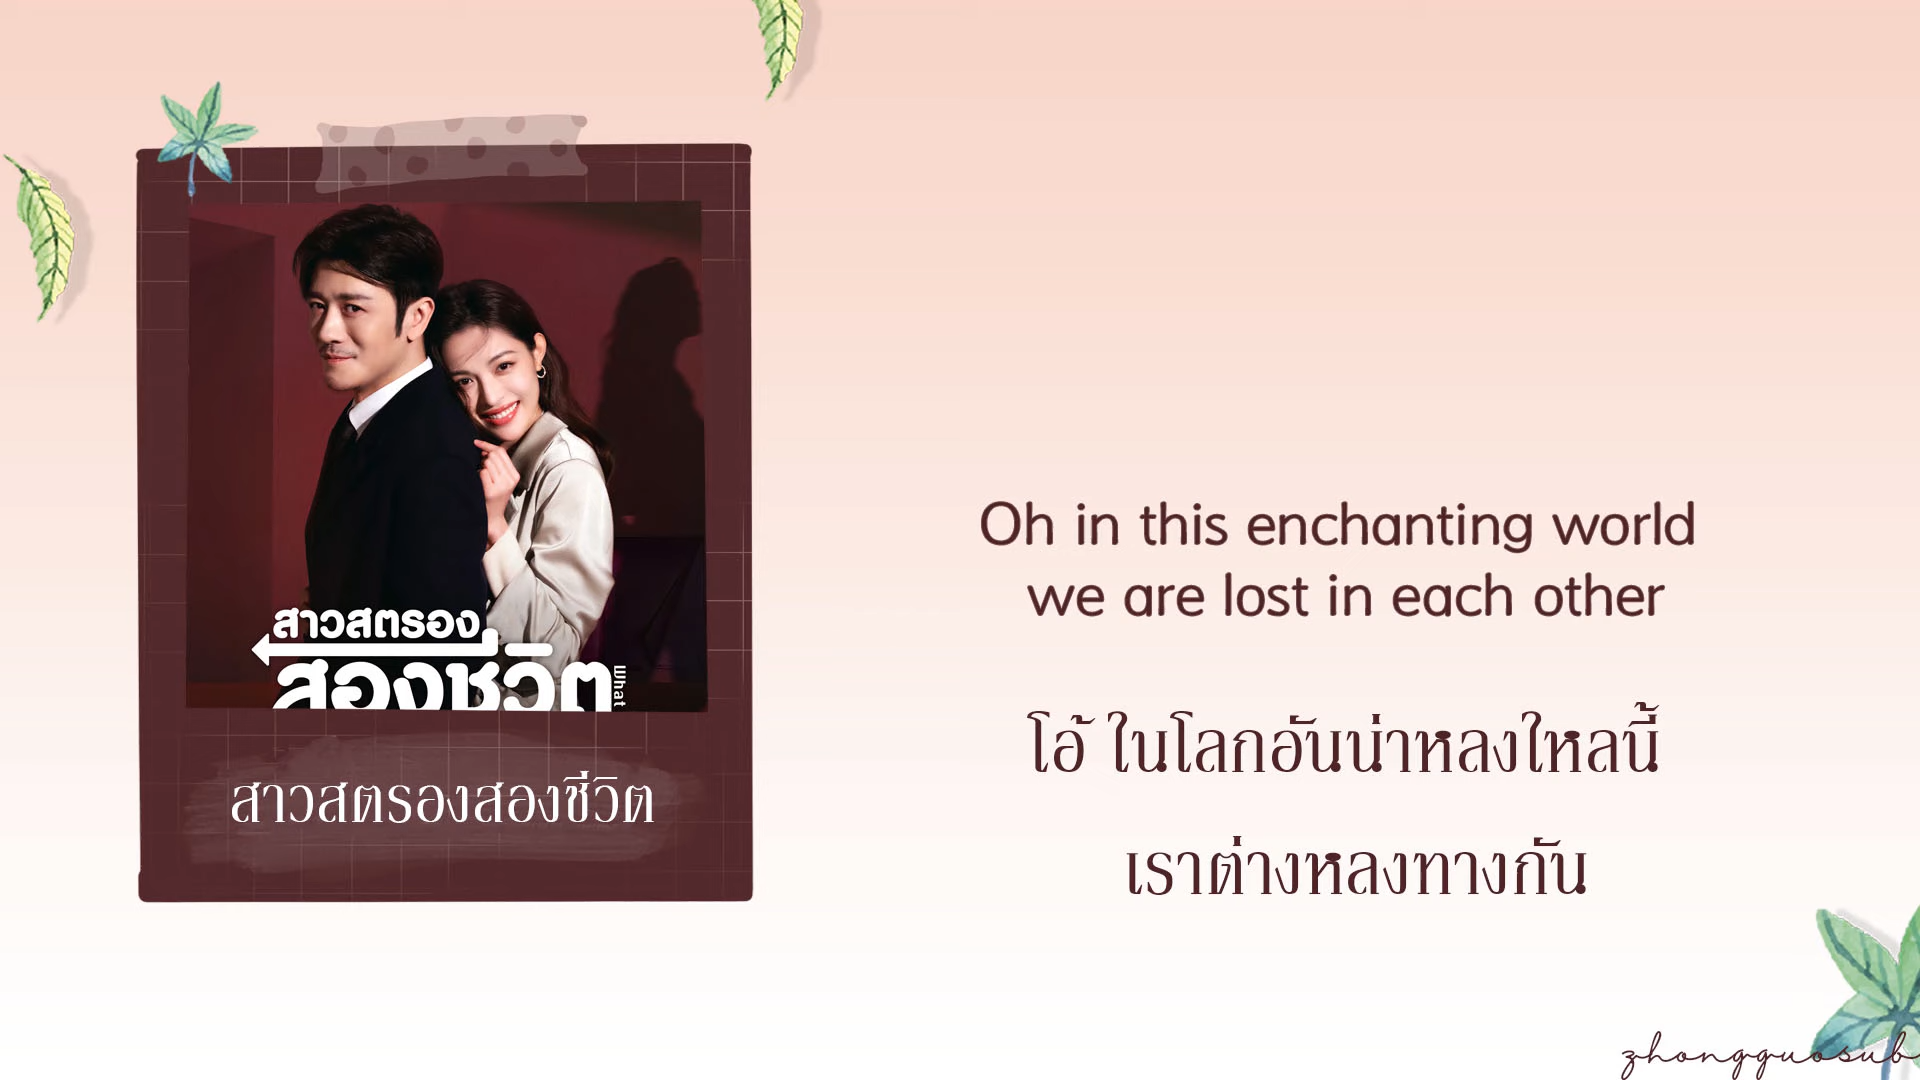 สาวสตรอง
สองชีวิต
What
สาวสตรองสองชีวิต
Oh in this enchanting world
we are lost in each other
โอ้ ในโลกอันน่าหลงใหลนี้
เราต่างหลงทางกัน
zhongguosub